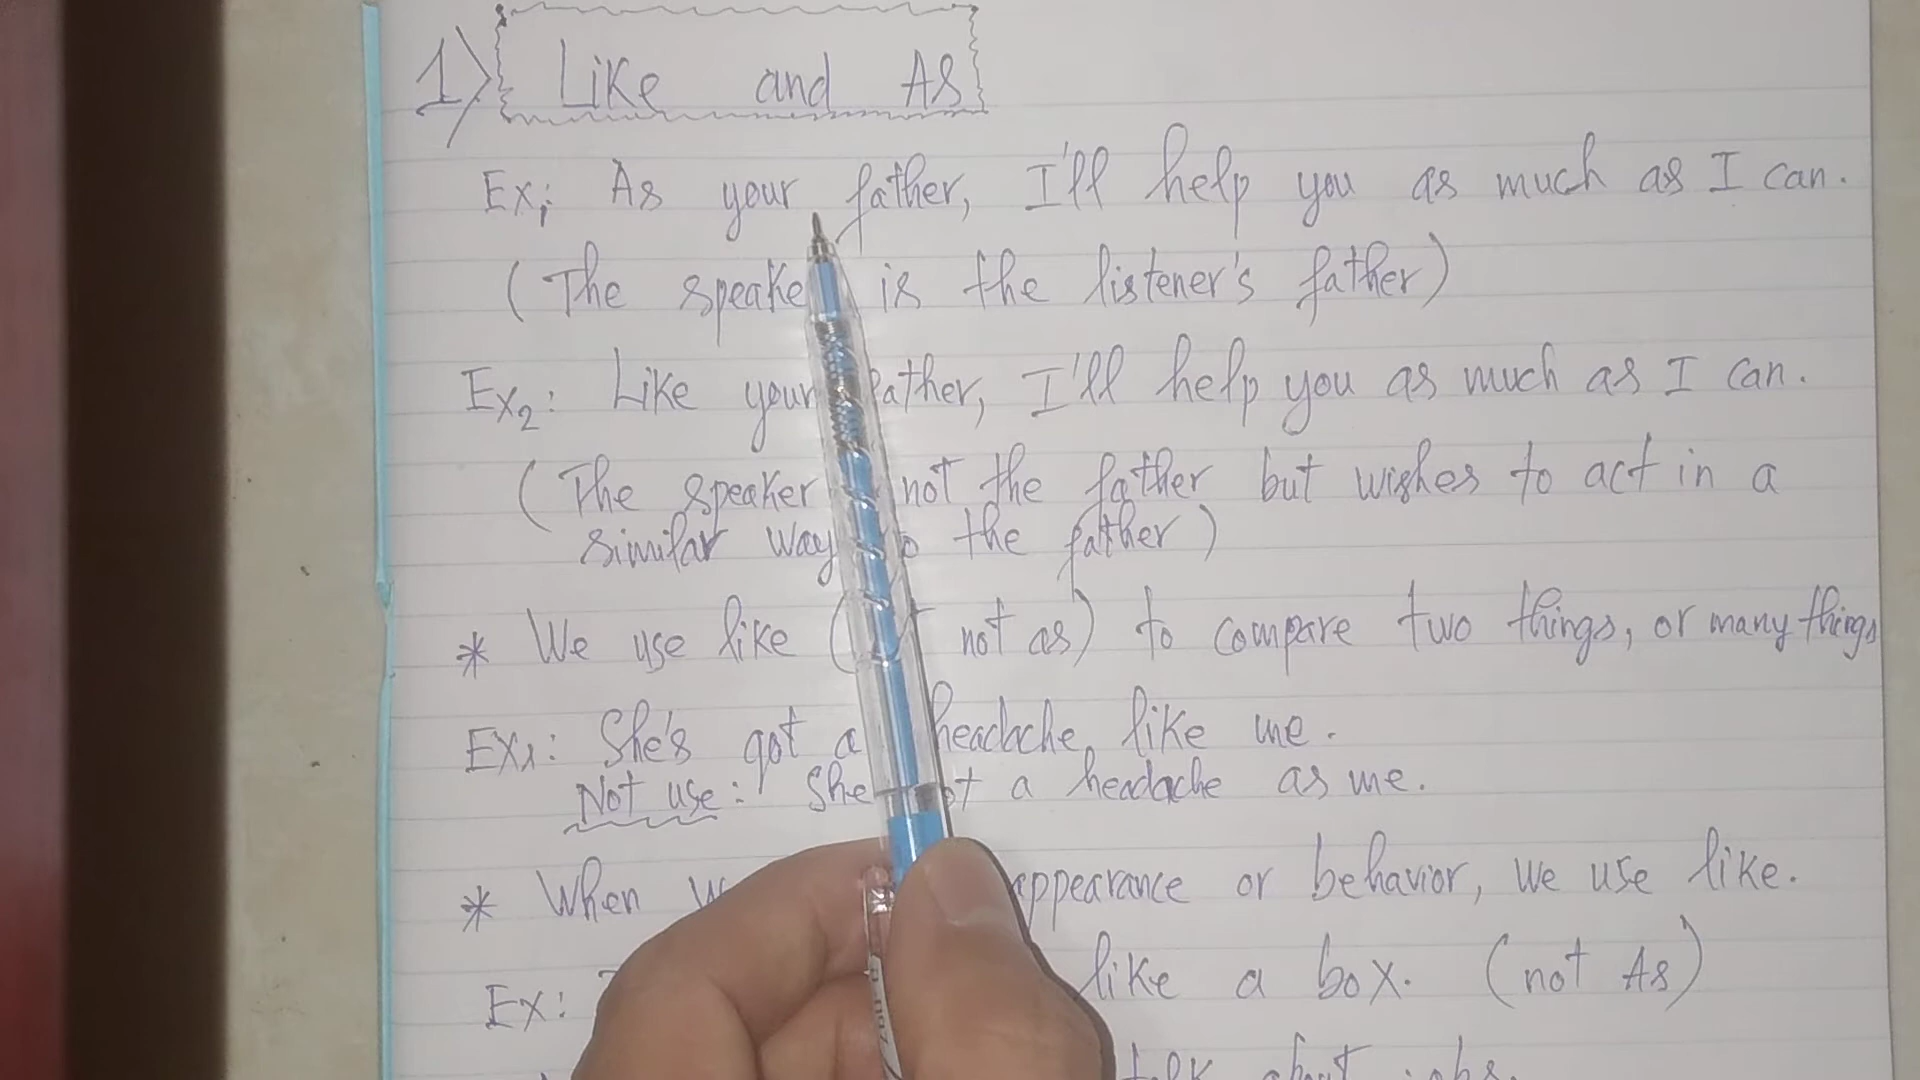 1) Like and As
Ex1: As your father, I'll help you as much as I can.
(The speake is the listener's father)
Ex2: Like your father, I'll help you as much as I can.
(The speaker not the father but wishes to act in a
similar way the father)
* We use like ( not as) to compare two things, or many things
Ex1: She's got a headache, like me.
Not use: She a headache as me.
* When appearance or behavior, we use like.
Ex: like a box. (not As)
about jobs.